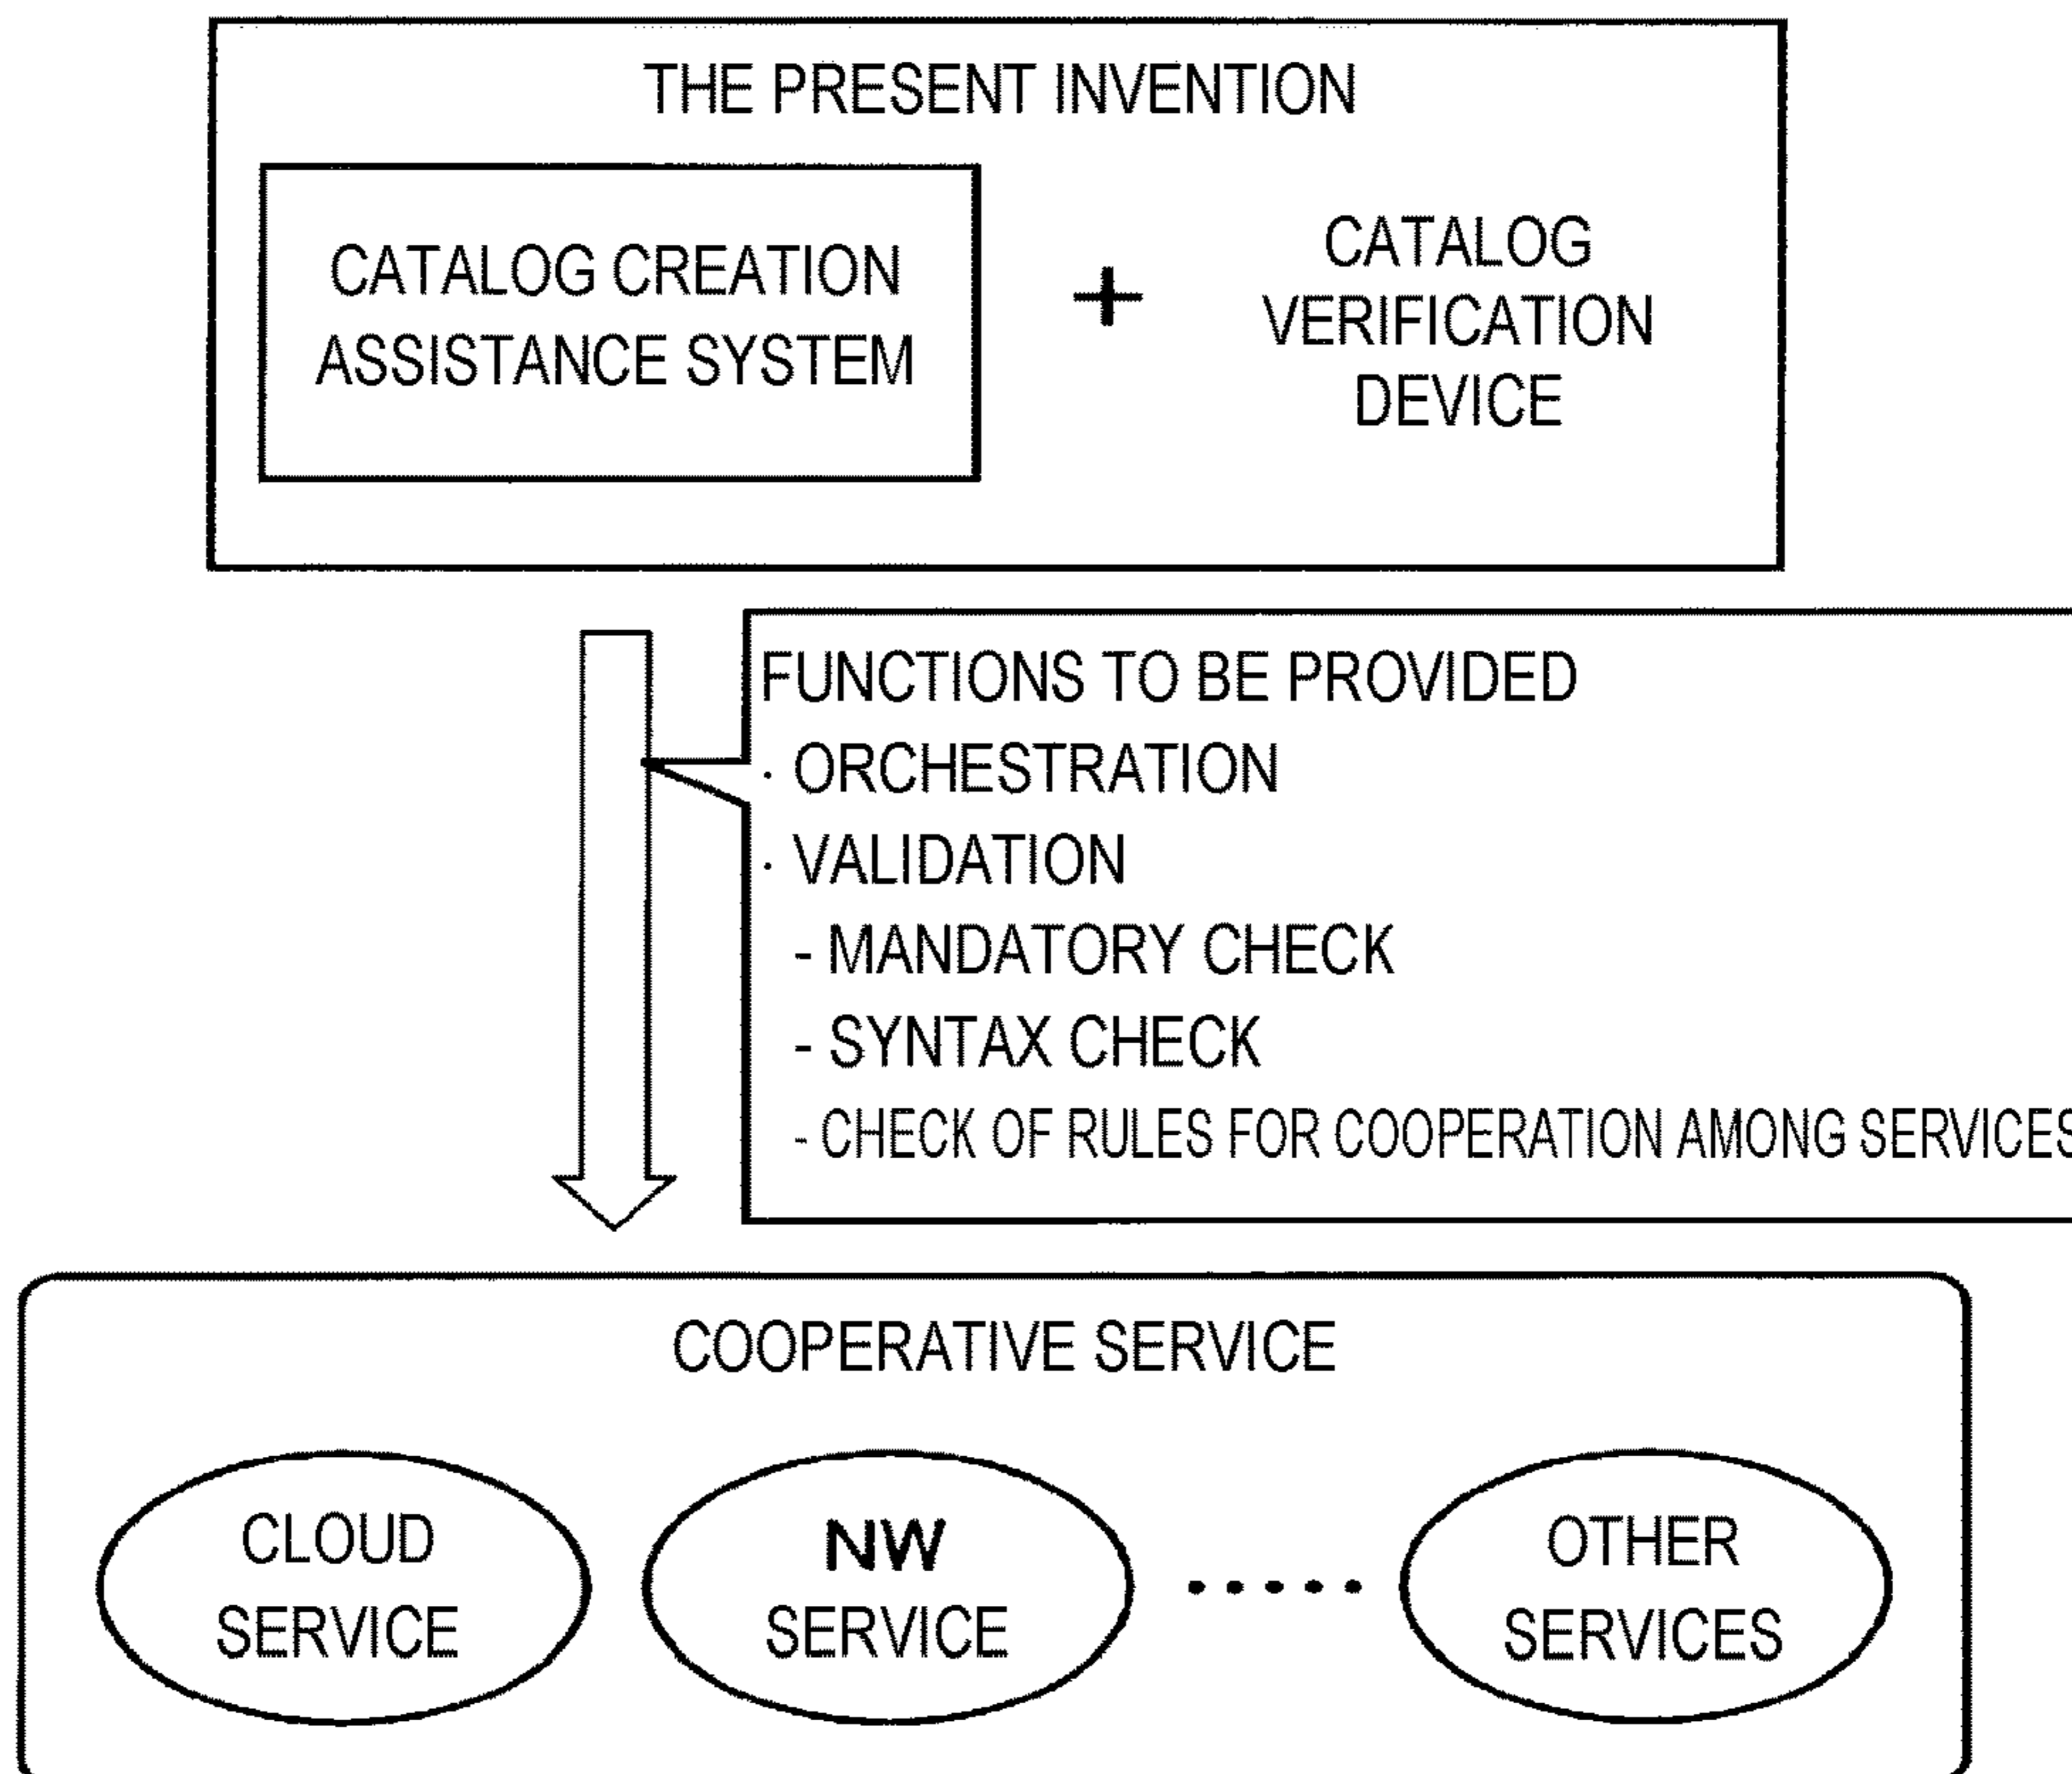 THE PRESENT INVENTION
CATALOG CREATION
ASSISTANCE SYSTEM
+
CATALOG
VERIFICATION
DEVICE
FUNCTIONS TO BE PROVIDED
· ORCHESTRATION
· VALIDATION
- MANDATORY CHECK
- SYNTAX CHECK
- CHECK OF RULES FOR COOPERATION AMONG SERVICES
COOPERATIVE SERVICE
CLOUD
SERVICE
NW
SERVICE
.....
OTHER
SERVICES